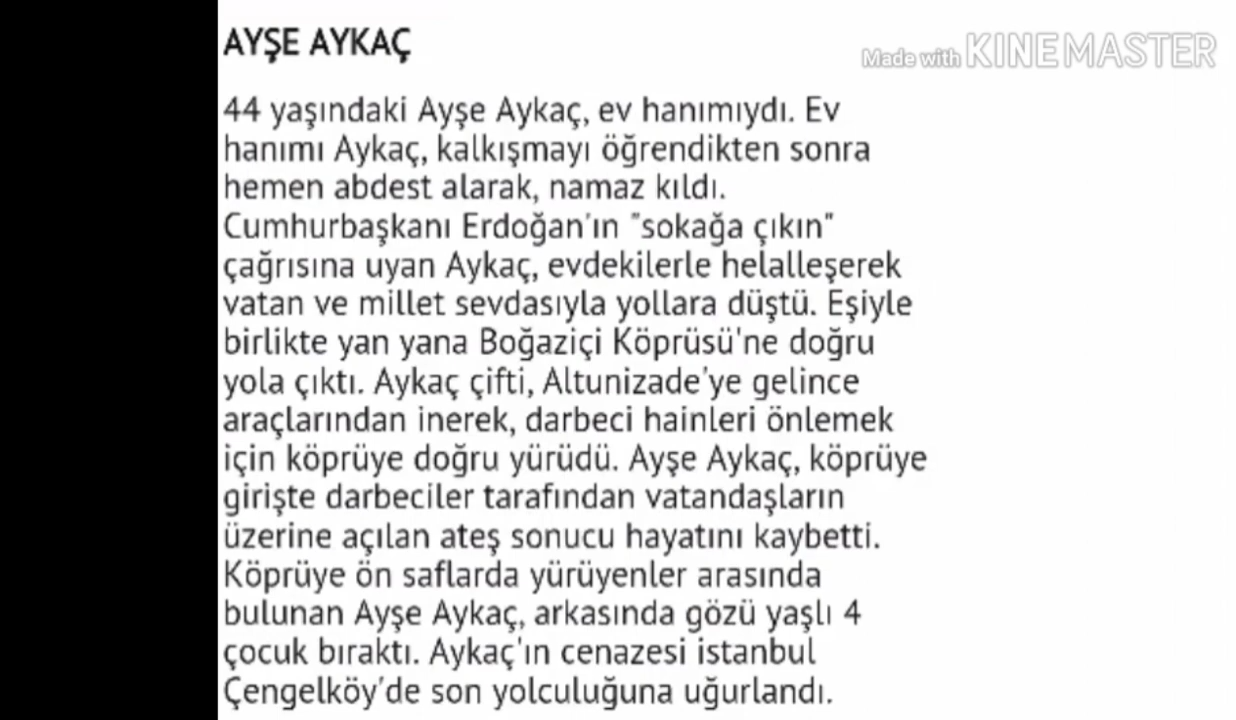 AYŞE AYKAÇ
Made with KINEMASTER
44 yaşındaki Ayşe Aykaç, ev hanımıydı. Ev
hanımı Aykaç, kalkışmayı öğrendikten sonra
hemen abdest alarak, namaz kıldı.
Cumhurbaşkanı Erdoğan'ın "sokağa çıkın"
çağrısına uyan Aykaç, evdekilerle helalleşerek
vatan ve millet sevdasıyla yollara düştü. Eşiyle
birlikte yan yana Boğaziçi Köprüsü'ne doğru
yola çıktı. Aykaç çifti, Altunizade'ye gelince
araçlarından inerek, darbeci hainleri önlemek
için köprüye doğru yürüdü. Ayşe Aykaç, köprüye
girişte darbeciler tarafından vatandaşların
üzerine açılan ateş sonucu hayatını kaybetti.
Köprüye ön saflarda yürüyenler arasında
bulunan Ayşe Aykaç, arkasında gözü yaşlı 4
çocuk bıraktı. Aykaç'ın cenazesi istanbul
Çengelköy'de son yolculuğuna uğurlandı.